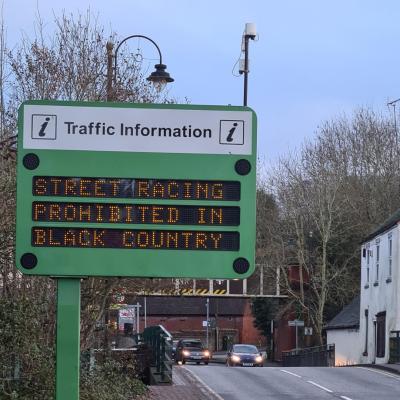 i Traffic Information i
STREET RACING
PROHIBITED IN
BLACK COUNTRY